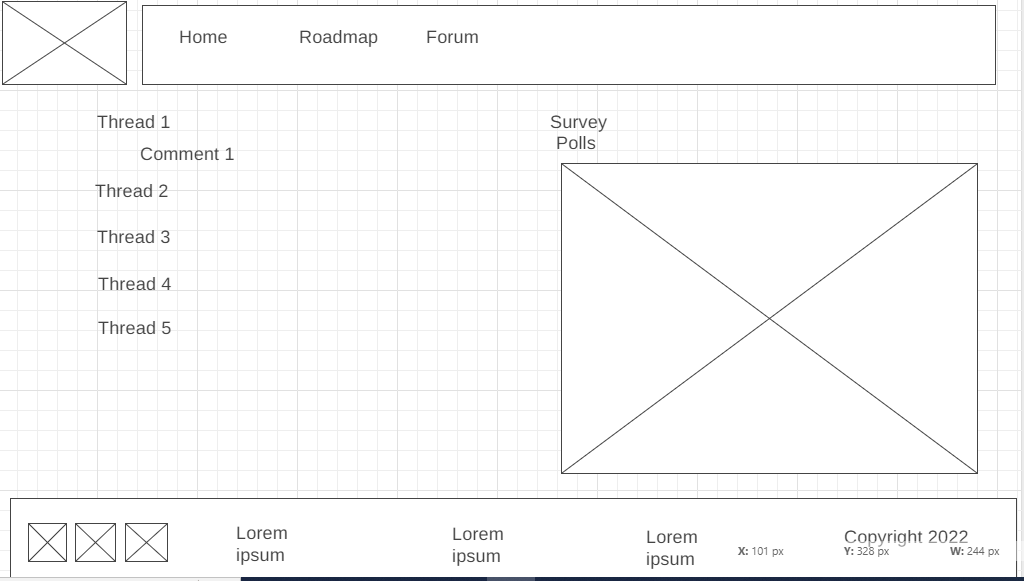 Home Roadmap Forum
Thread 1
Comment 1
Thread 2
Thread 3
Thread 4
Thread 5
Survey
Polls
Lorem
ipsum
Lorem
ipsum
Lorem
ipsum
Copyright 2022
X: 101 px Y: 328 px W: 244 px